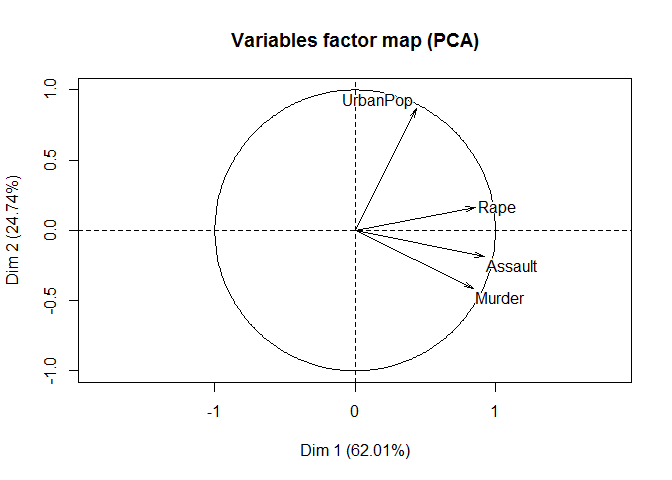 Variables factor map (PCA)
UrbanPop
Rape
Assault
Murder
1.0
0.5
0.0
-0.5
-1.0
-1
0
1
Dim 2 (24.74%)
Dim 1 (62.01%)